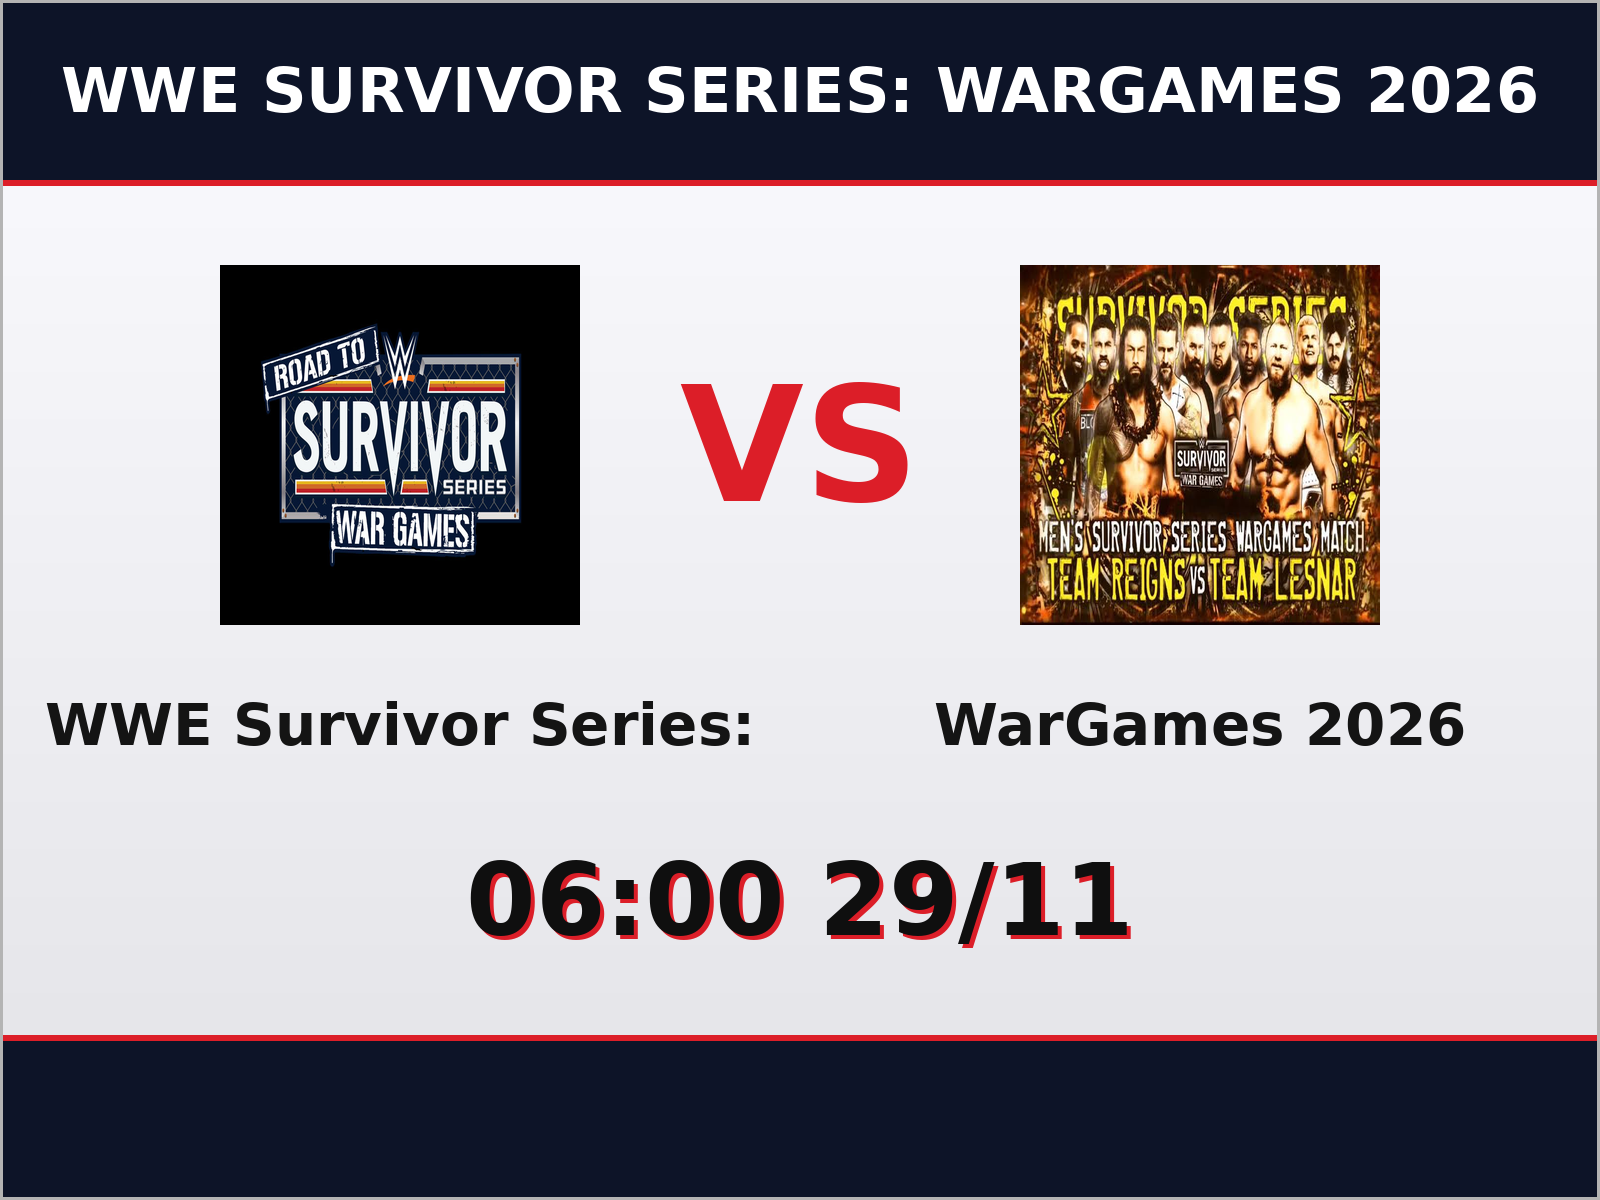 WWE SURVIVOR SERIES: WARGAMES 2026
ROAD TO
W
SURVIVOR
SERIES
WAR GAMES
VS
SURVIVOR SERIES
SURVIVOR
SERIES
WAR GAMES
MEN'S SURVIVOR SERIES WARGAMES MATCH
TEAM REIGNS VS TEAM LESNAR
WWE Survivor Series:
WarGames 2026
06:00 29/11